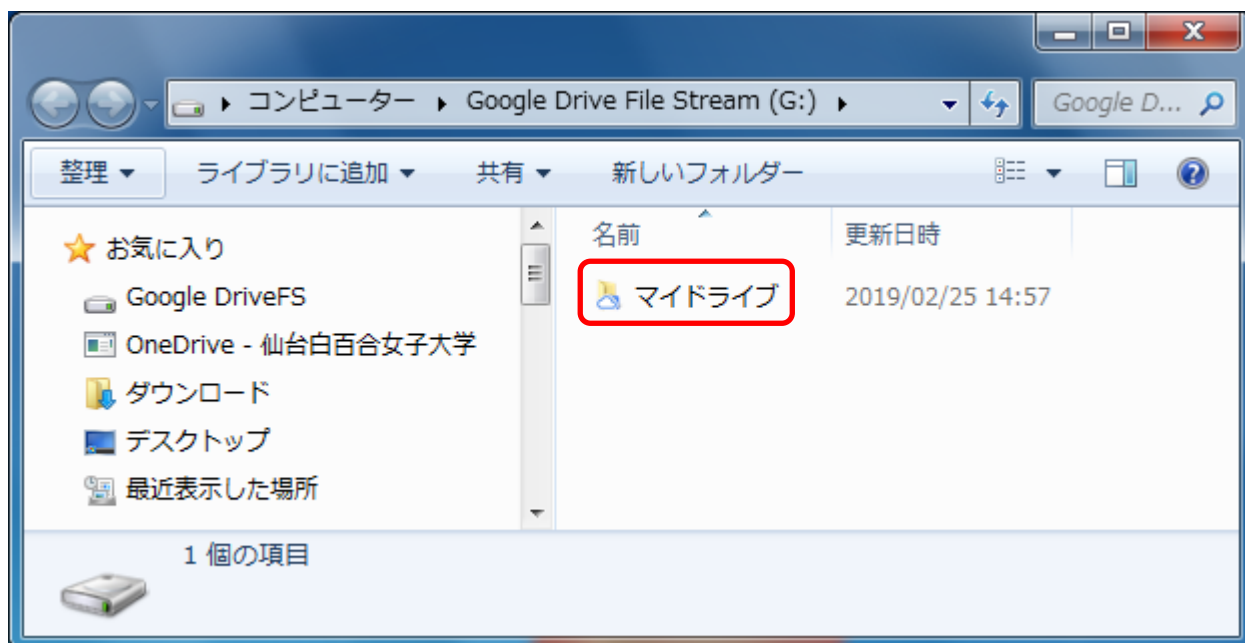 コンピューター Google Drive File Stream (G:) Google D...
整理 ライブラリに追加 共有 新しいフォルダー
名前 更新日時
お気に入り
マイドライブ 2019/02/25 14:57
Google DriveFS
OneDrive - 仙台白百合女子大学
ダウンロード
デスクトップ
最近表示した場所
1 個の項目